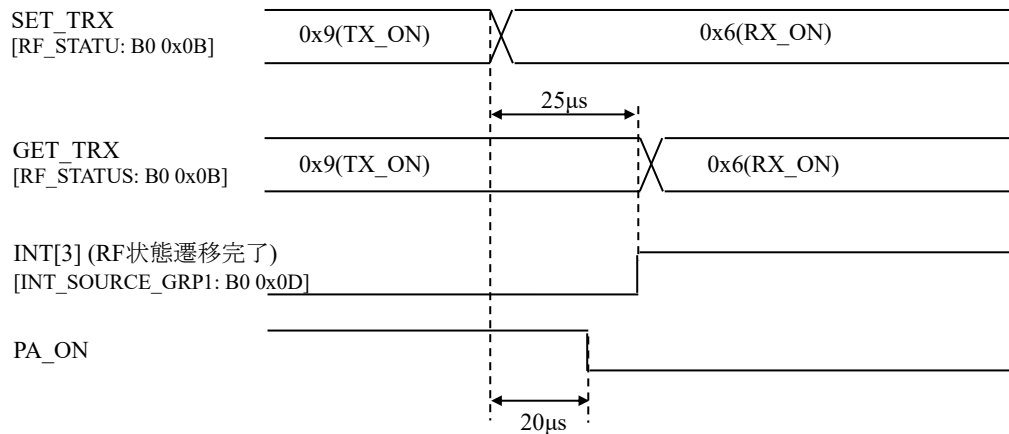 SET_TRX
[RF_STATU: B0 0x0B]
0x9(TX_ON)
0x6(RX_ON)
25μs
GET_TRX
[RF_STATUS: B0 0x0B]
0x9(TX_ON)
0x6(RX_ON)
INT[3] (RF状態遷移完了)
[INT_SOURCE_GRP1: B0 0x0D]
PA_ON
20μs